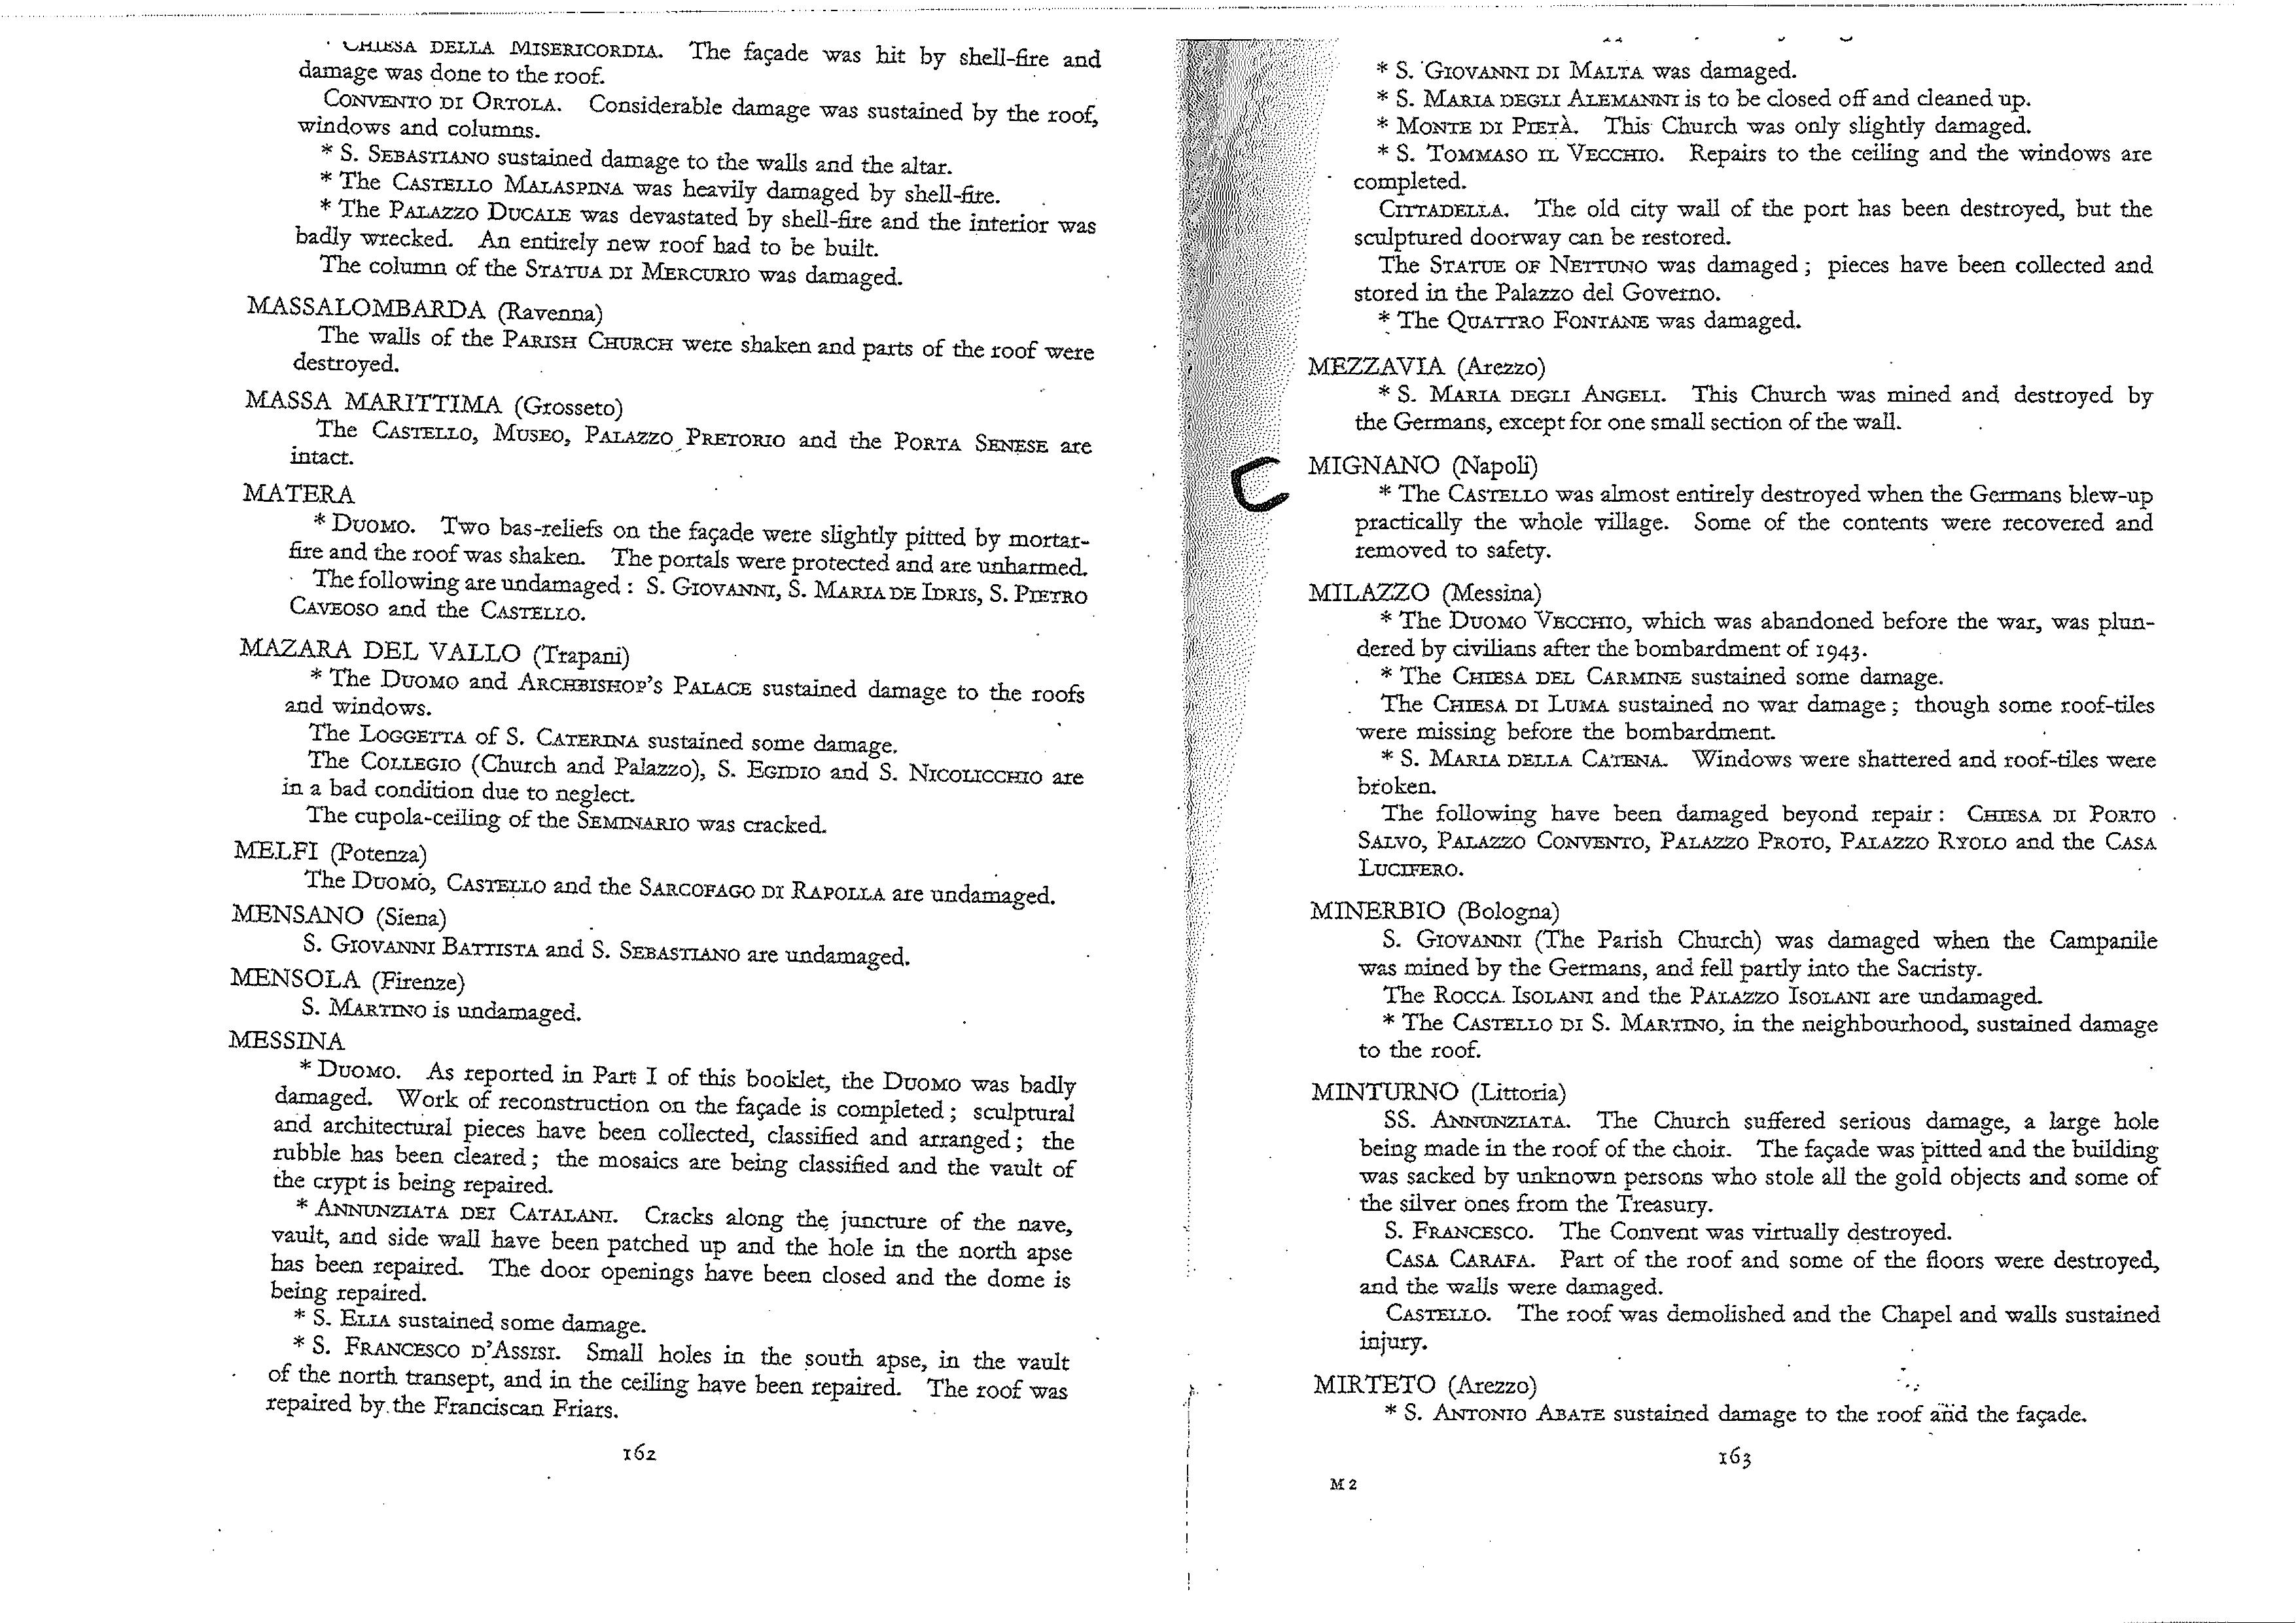 * CHIESA DELLA MISERICORDIA. The façade was hit by shell-fire and
damage was done to the roof.
CONVENTO DI ORTOLA. Considerable damage was sustained by the roof,
windows and columns.
* S. SEBASTIANO sustained damage to the walls and the altar.
* The CASTELLO MALASPINA was heavily damaged by shell-fire.
* The PALAZZO DUCALE was devastated by shell-fire and the interior was
badly wrecked. An entirely new roof had to be built.
The column of the STATUA DI MERCURIO was damaged.
MASSALOMBARDA (Ravenna)
The walls of the PARISH CHURCH were shaken and parts of the roof were
destroyed.
MASSA MARITTIMA (Grosseto)
The CASTELLO, MUSEO, PALAZZO PRETORIO and the PORTA SENESE are
intact.
MATERA
* DUOMO. Two bas-reliefs on the façade were slightly pitted by mortar-
fire and the roof was shaken. The portals were protected and are unharmed.
The following are undamaged : S. GIOVANNI, S. MARIA DE IDRIS, S. PIETRO
CAVEOSO and the CASTELLO.
MAZARA DEL VALLO (Trapani)
* The DUOMO and ARCHBISHOP'S PALACE sustained damage to the roofs
and windows.
The LOGGETTA of S. CATERINA sustained some damage.
The COLLEGIO (Church and Palazzo), S. EGIDIO and S. NICOLICCHIO are
in a bad condition due to neglect.
The cupola-ceiling of the SEMINARIO was cracked.
MELFI (Potenza)
The DUOMO, CASTELLO and the SARCOFAGO DI RAPOLLA are undamaged.
MENSANO (Siena)
S. GIOVANNI BATTISTA and S. SEBASTIANO are undamaged.
MENSOLA (Firenze)
S. MARTINO is undamaged.
MESSINA
* DUOMO. As reported in Part I of this booklet, the DUOMO was badly
damaged. Work of reconstruction on the façade is completed ; sculptural
and architectural pieces have been collected, classified and arranged ; the
rubble has been cleared ; the mosaics are being classified and the vault of
the crypt is being repaired.
* ANNUNZIATA DEI CATALANI. Cracks along the juncture of the nave,
vault, and side wall have been patched up and the hole in the north apse
has been repaired. The door openings have been closed and the dome is
being repaired.
* S. ELIA sustained some damage.
* S. FRANCESCO D'ASSISI. Small holes in the south apse, in the vault
of the north transept, and in the ceiling have been repaired. The roof was
repaired by the Franciscan Friars.
162
* S. GIOVANNI DI MALTA was damaged.
* S. MARIA DEGLI ALEMANNI is to be closed off and cleaned up.
* MONTE DI PIETÀ. This Church was only slightly damaged.
* S. TOMMASO IL VECCHIO. Repairs to the ceiling and the windows are
completed.
CITTADELLA. The old city wall of the port has been destroyed, but the
sculptured doorway can be restored.
The STATUE OF NETTUNO was damaged ; pieces have been collected and
stored in the Palazzo del Governo.
* The QUATTRO FONTANE was damaged.
MEZZAVIA (Arezzo)
* S. MARIA DEGLI ANGELI. This Church was mined and destroyed by
the Germans, except for one small section of the wall.
MIGNANO (Napoli)
* The CASTELLO was almost entirely destroyed when the Germans blew-up
practically the whole village. Some of the contents were recovered and
removed to safety.
MILAZZO (Messina)
* The DUOMO VECCHIO, which was abandoned before the war, was plun-
dered by civilians after the bombardment of 1943.
* The CHIESA DEL CARMINE sustained some damage.
The CHIESA DI LUMA sustained no war damage ; though some roof-tiles
were missing before the bombardment.
* S. MARIA DELLA CATENA. Windows were shattered and roof-tiles were
broken.
The following have been damaged beyond repair : CHIESA DI PORTO
SALVO, PALAZZO CONVENTO, PALAZZO PROTO, PALAZZO RYOLO and the CASA
LUCIFERO.
MINERBIO (Bologna)
S. GIOVANNI (The Parish Church) was damaged when the Campanile
was mined by the Germans, and fell partly into the Sacristy.
The ROCCA ISOLANI and the PALAZZO ISOLANI are undamaged.
* The CASTELLO DI S. MARTINO, in the neighbourhood, sustained damage
to the roof.
MINTURNO (Littoria)
SS. ANNUNZIATA. The Church suffered serious damage, a large hole
being made in the roof of the choir. The façade was pitted and the building
was sacked by unknown persons who stole all the gold objects and some of
the silver ones from the Treasury.
S. FRANCESCO. The Convent was virtually destroyed.
CASA CARAFA. Part of the roof and some of the floors were destroyed,
and the walls were damaged.
CASTELLO. The roof was demolished and the Chapel and walls sustained
injury.
MIRTETO (Arezzo)
* S. ANTONIO ABATE sustained damage to the roof and the façade.
163
M 2